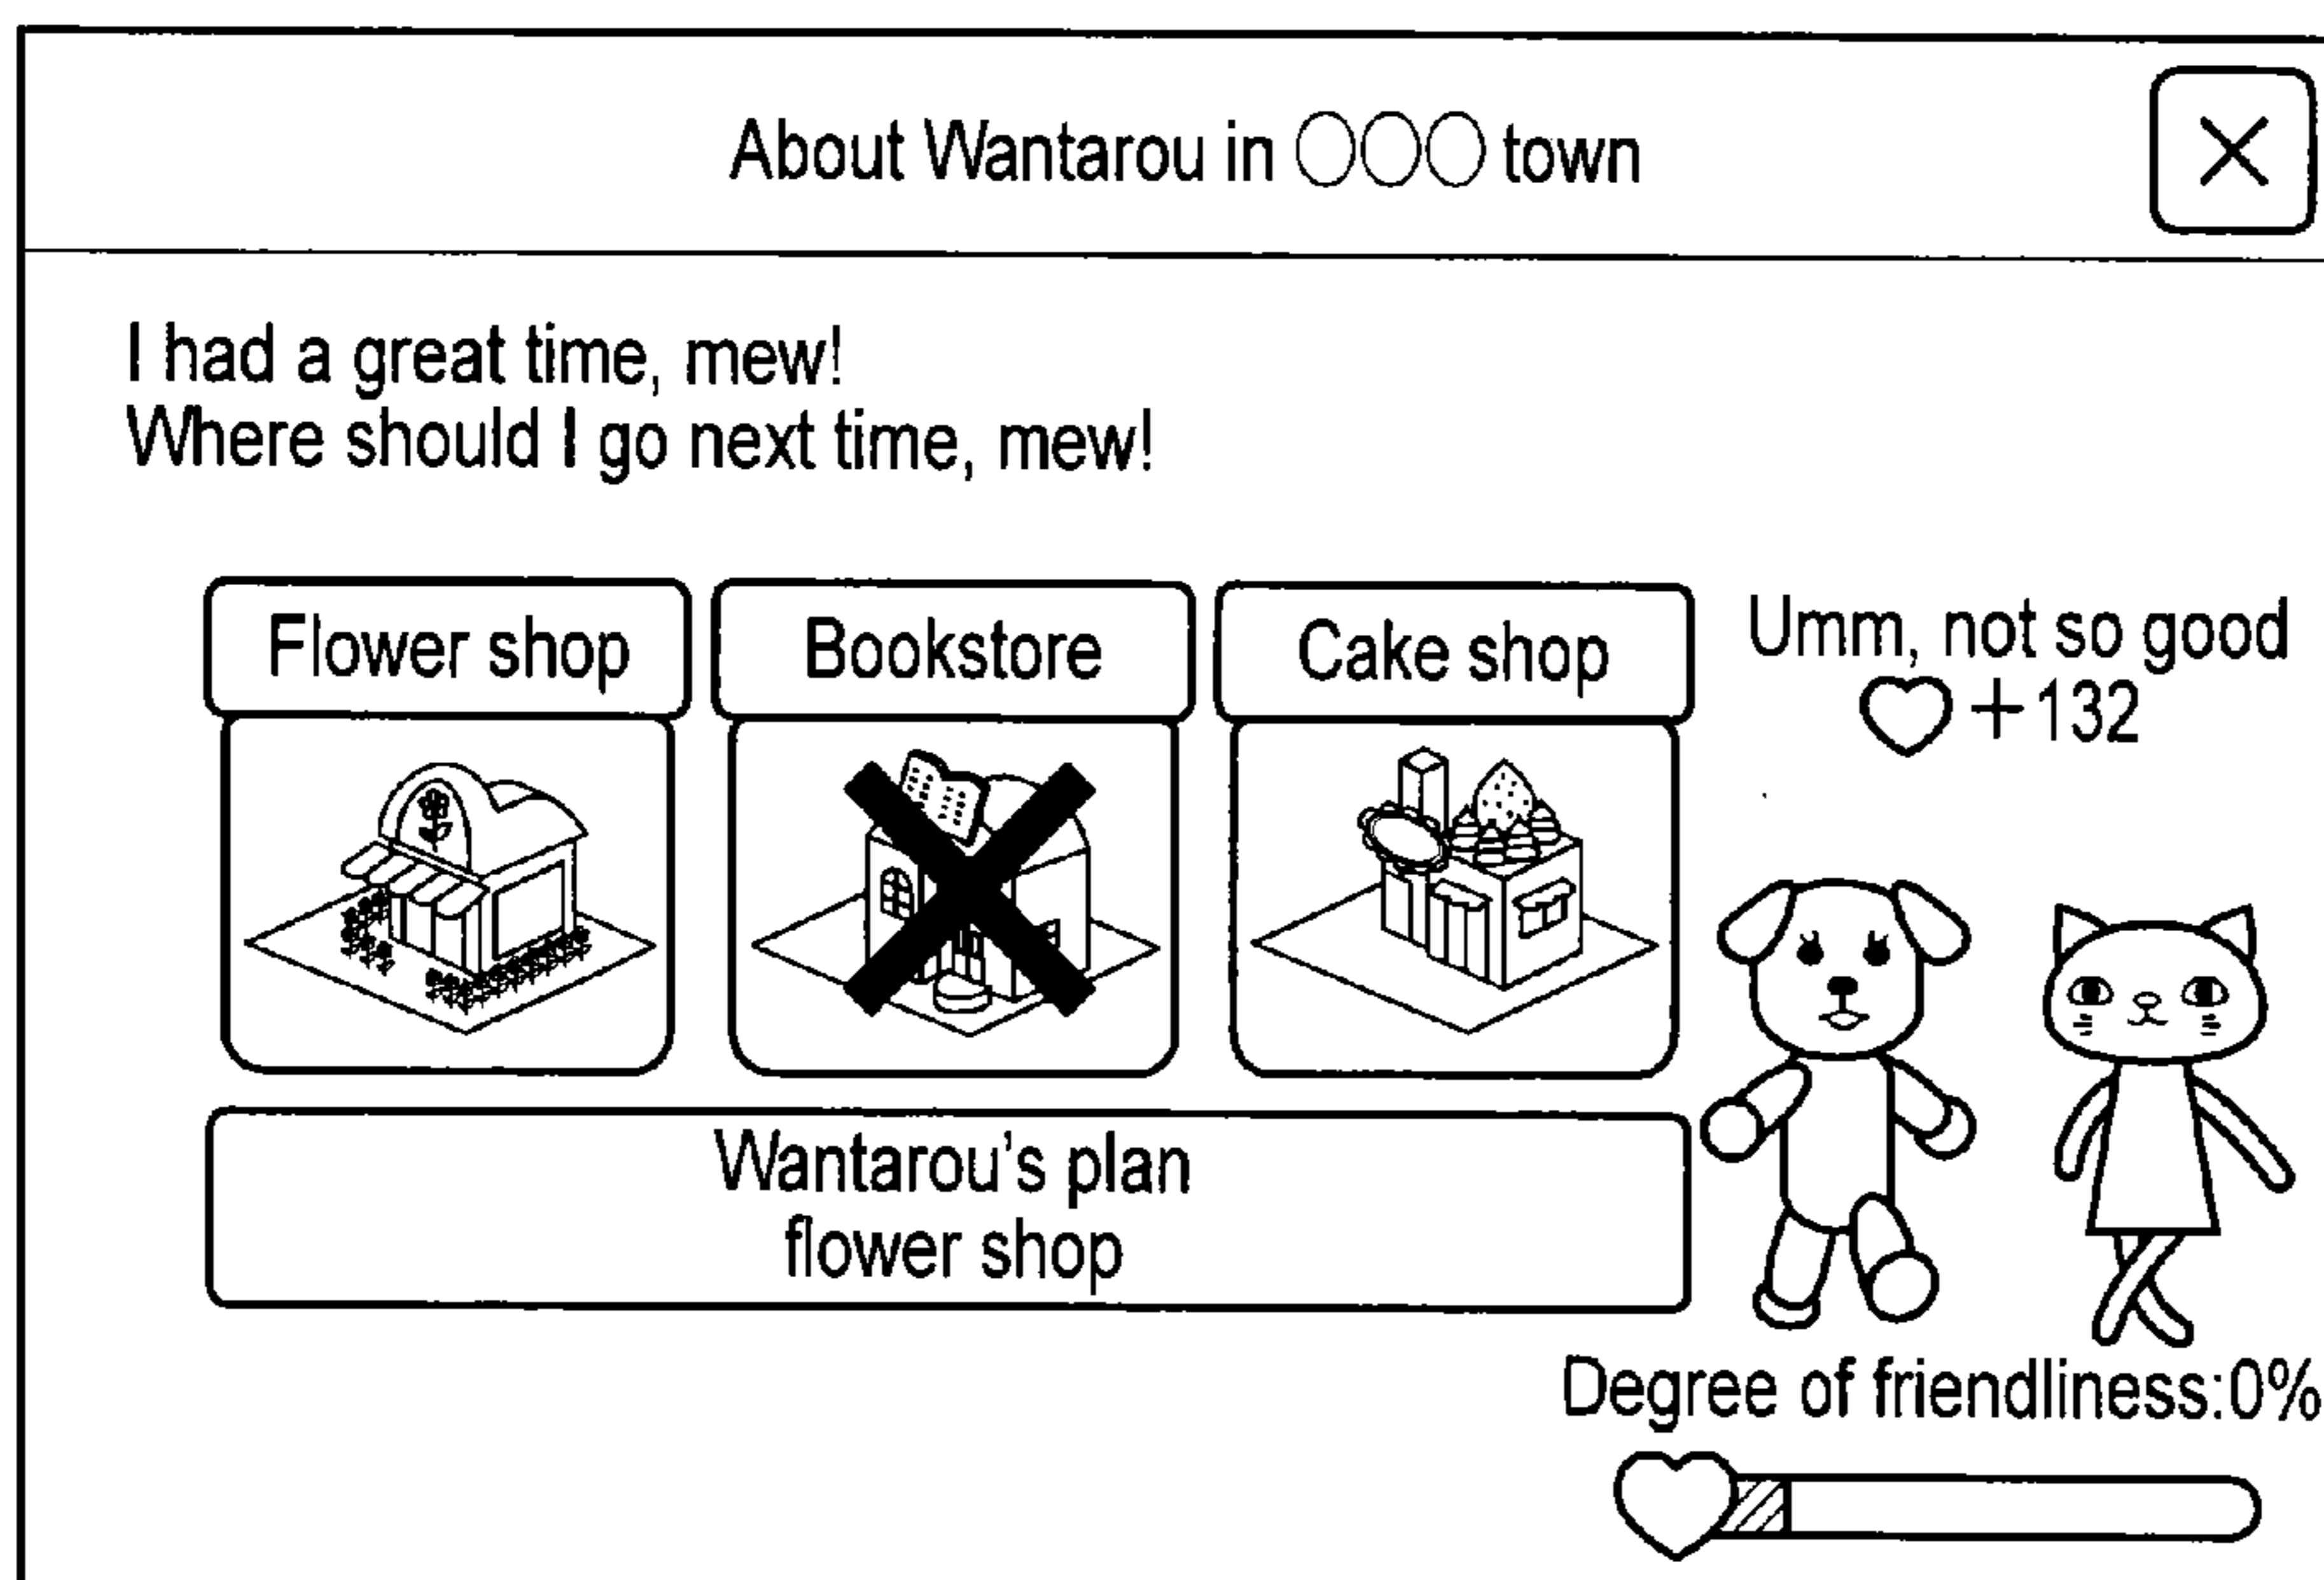 About Wantarou in ○○○ town
I had a great time, mew!
Where should I go next time, mew!
Flower shop
Bookstore
Cake shop
Umm, not so good
♡+132
Wantarou's plan
flower shop
Degree of friendliness:0%